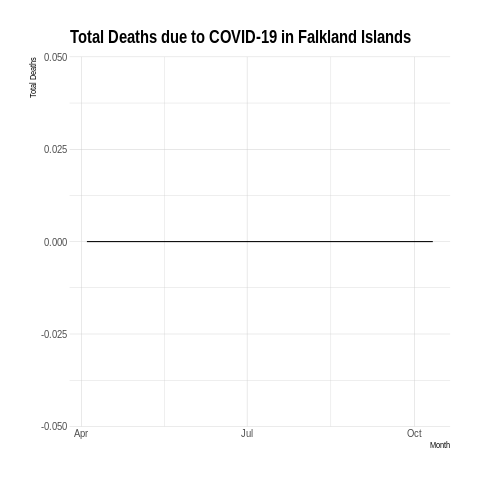 Total Deaths due to COVID-19 in Falkland Islands
Total Deaths
0.050
0.025
0.000
-0.025
-0.050
Apr Jul Oct
Month